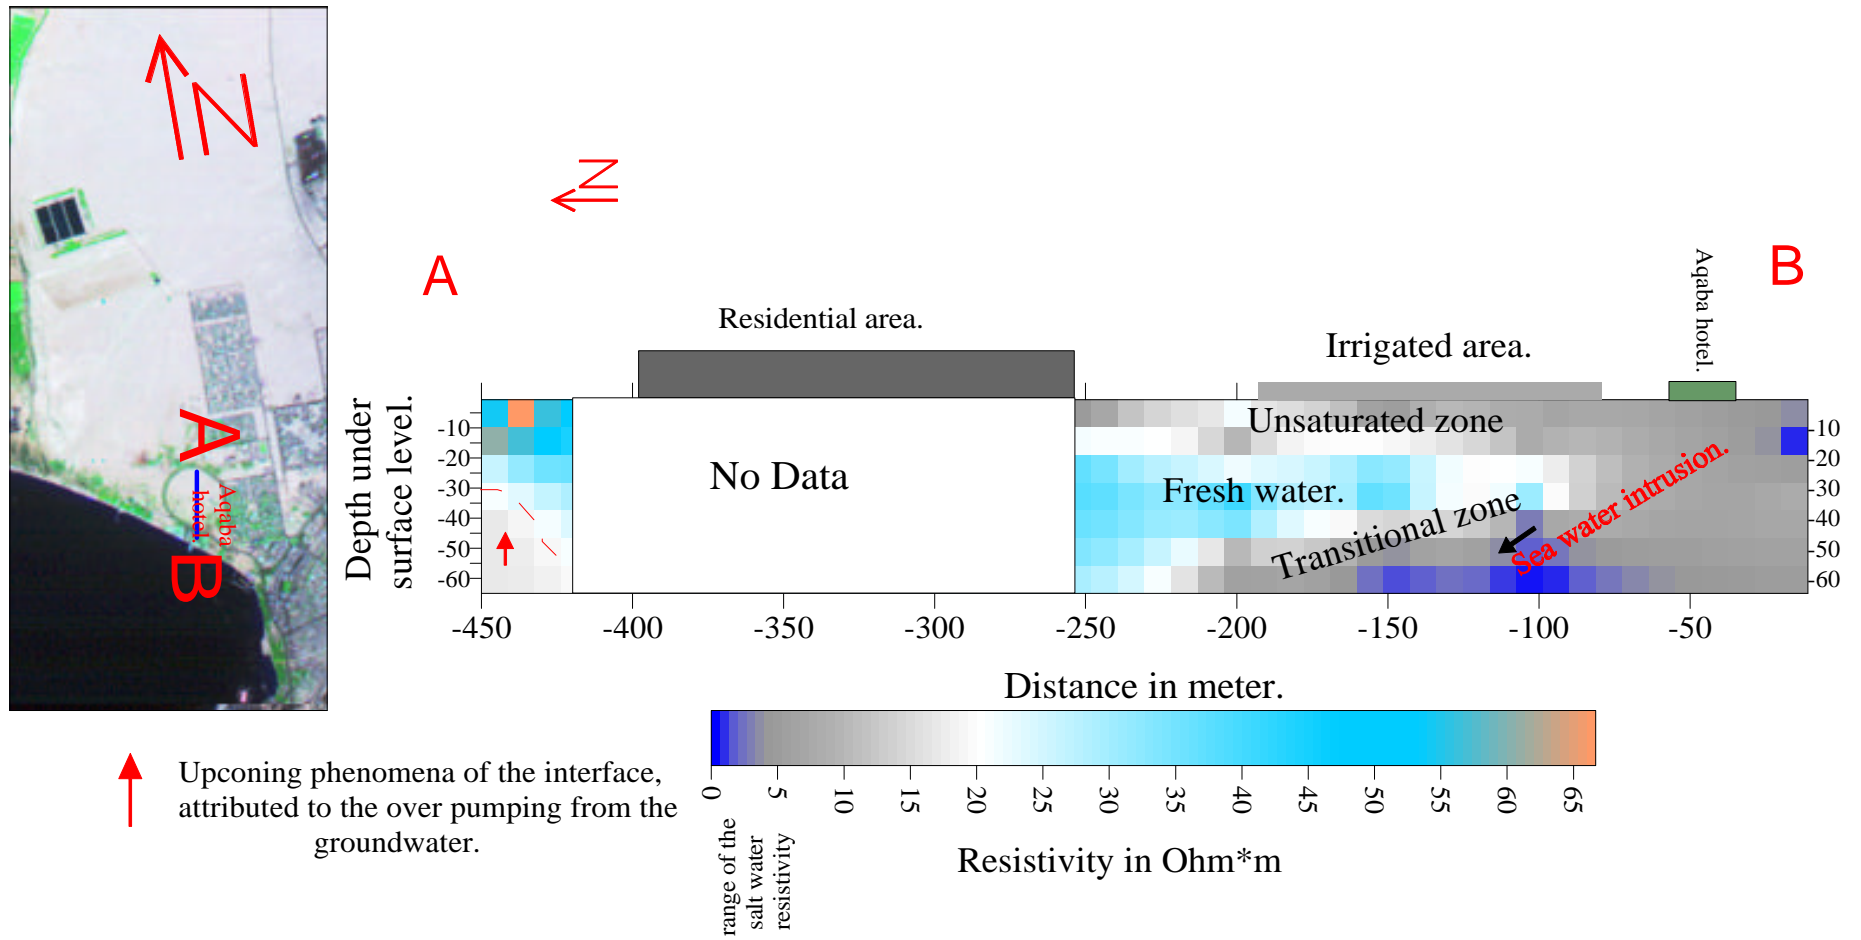 N
A
Aqaba
hotel.
B
N
A
B
Residential area.
Irrigated area.
Aqaba hotel.
Depth under
surface level.
-10
-20
-30
-40
-50
-60
No Data
Unsaturated zone
Fresh water.
Transitional zone
Sea water intrusion.
-10
-20
-30
-40
-50
-60
-450
-400
-350
-300
-250
-200
-150
-100
-50
Distance in meter.
0
5
10
15
20
25
30
35
40
45
50
55
60
65
range of the
salt water
resistivity
Resistivity in Ohm*m
Upconing phenomena of the interface,
attributed to the over pumping from the
groundwater.